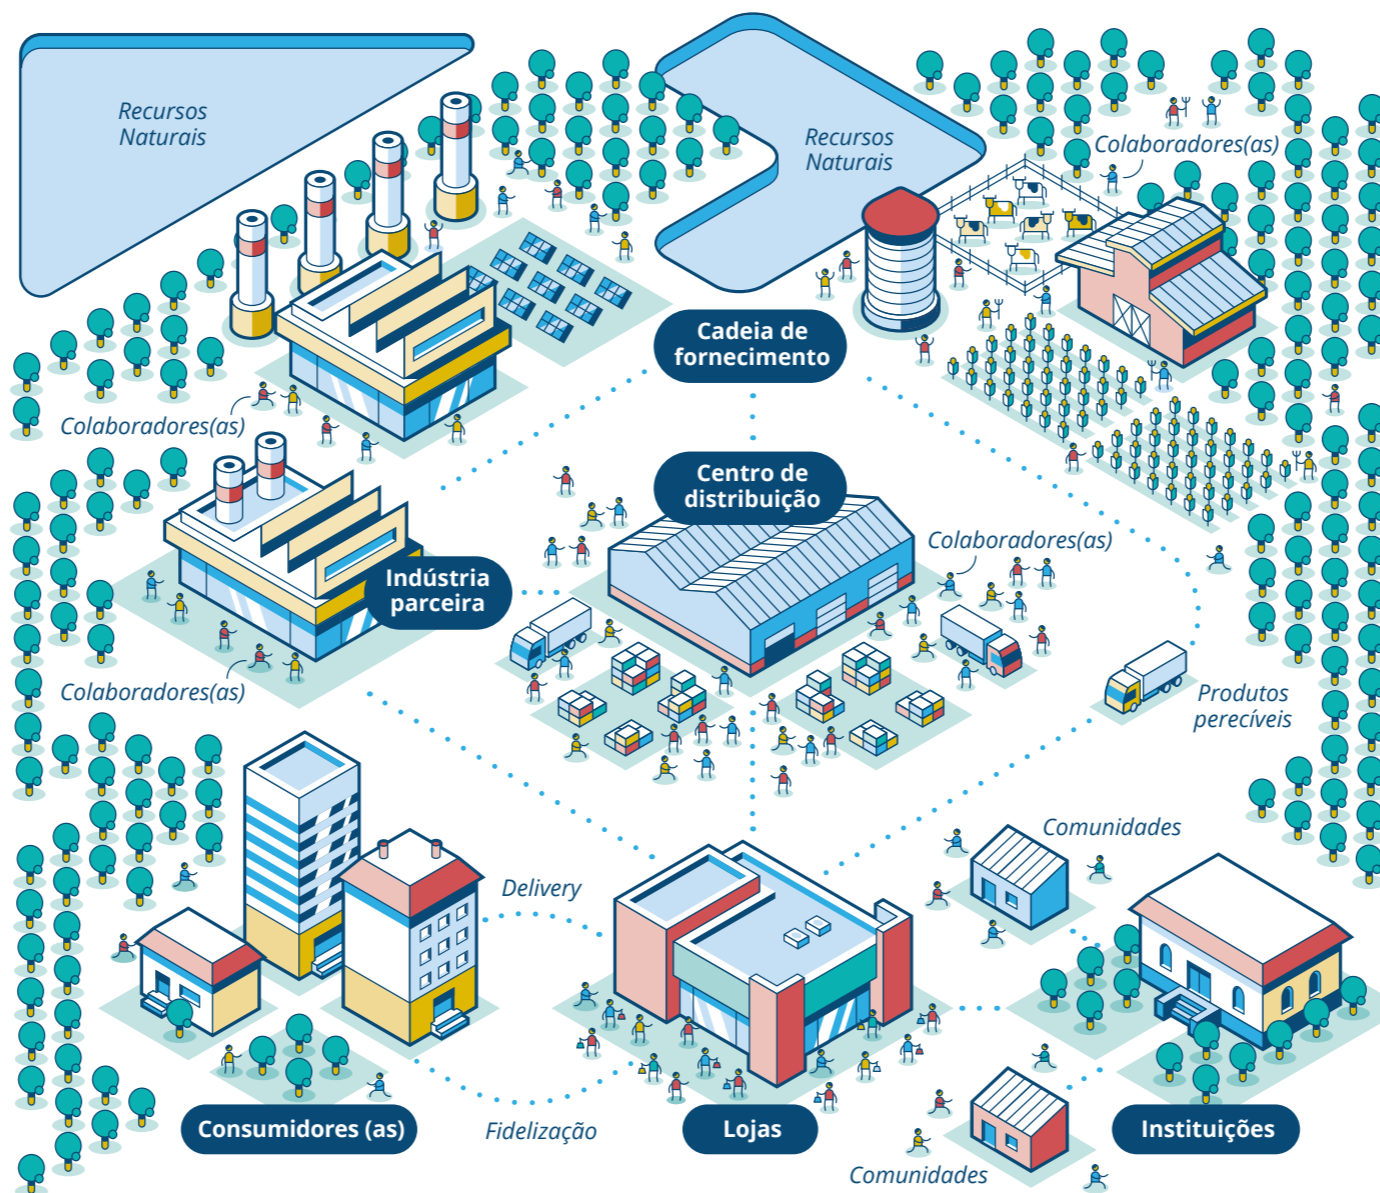 Recursos
Naturais
Recursos
Naturais
Colaboradores(as)
Cadeia de
fornecimento
Colaboradores(as)
Centro de
distribuição
Colaboradores(as)
Indústria
parceira
Colaboradores(as)
Produtos
perecíveis
Comunidades
Delivery
Consumidores (as)
Fidelização
Lojas
Instituições
Comunidades